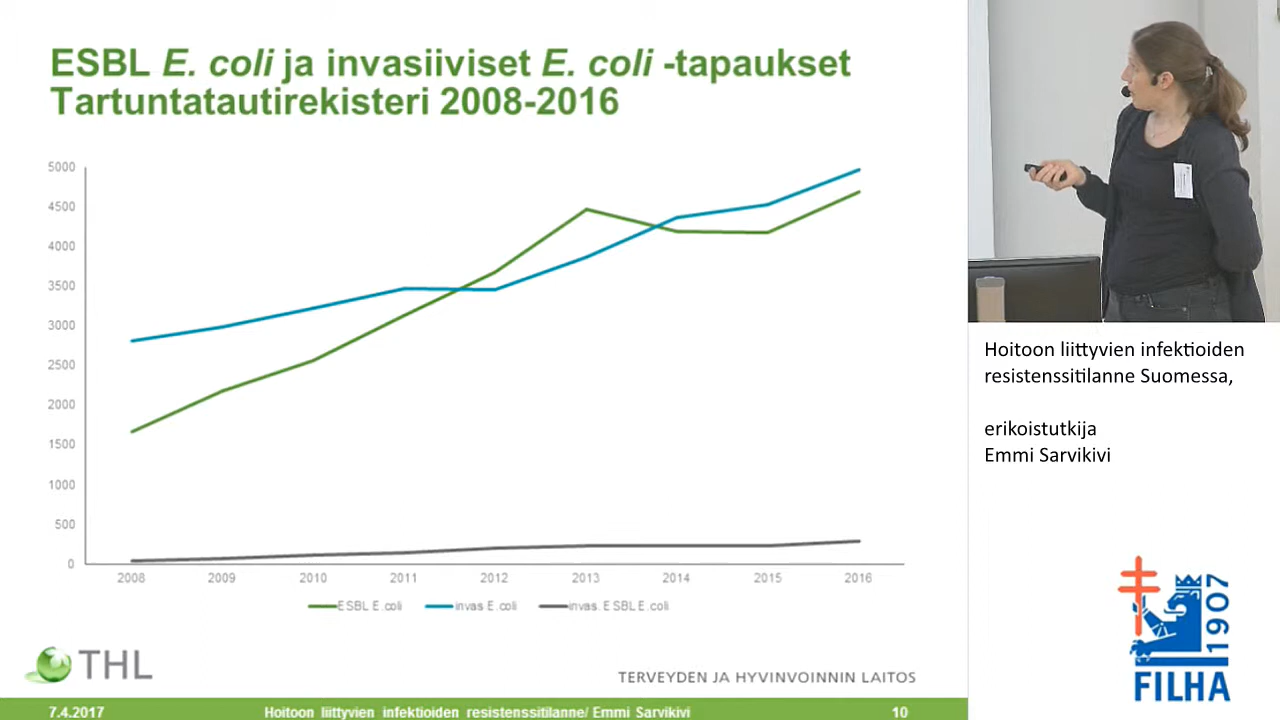 ESBL E. coli ja invasiiviset E. coli -tapaukset
Tartuntatautirekisteri 2008-2016
5000
4500
4000
3500
3000
2500
2000
1500
1000
500
0
2008 2009 2010 2011 2012 2013 2014 2015 2016
ESBL E.coli invas E.coli invas. ESBL E.coli
THL
TERVEYDEN JA HYVINVOINNIN LAITOS
7.4.2017 Hoitoon liittyvien infektioiden resistenssitilanne/ Emmi Sarvikivi 10
Hoitoon liittyvien infektioiden
resistenssitilanne Suomessa,
erikoistutkija
Emmi Sarvikivi
1907
FILHA